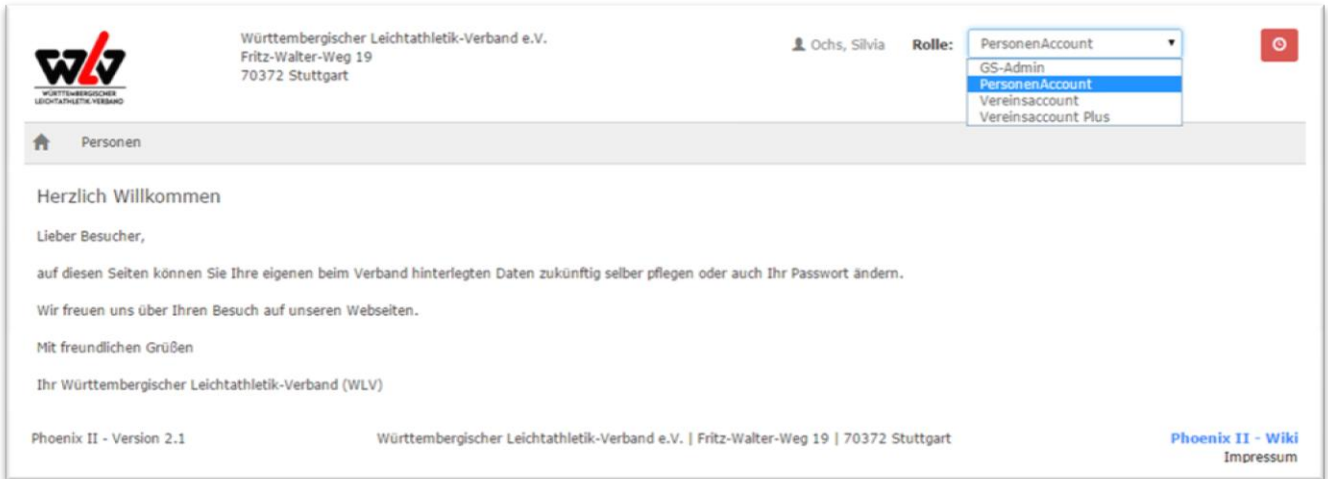 WLV
WÜRTTEMBERGISCHER
LEICHTATHLETIK-VERBAND
Württembergischer Leichtathletik-Verband e.V.
Fritz-Walter-Weg 19
70372 Stuttgart
Ochs, Silvia Rolle: PersonenAccount
GS-Admin
PersonenAccount
Vereinsaccount
Vereinsaccount Plus
Personen
Herzlich Willkommen
Lieber Besucher,
auf diesen Seiten können Sie Ihre eigenen beim Verband hinterlegten Daten zukünftig selber pflegen oder auch Ihr Passwort ändern.
Wir freuen uns über Ihren Besuch auf unseren Webseiten.
Mit freundlichen Grüßen
Ihr Württembergischer Leichtathletik-Verband (WLV)
Phoenix II - Version 2.1 Württembergischer Leichtathletik-Verband e.V. | Fritz-Walter-Weg 19 | 70372 Stuttgart Phoenix II - Wiki
Impressum